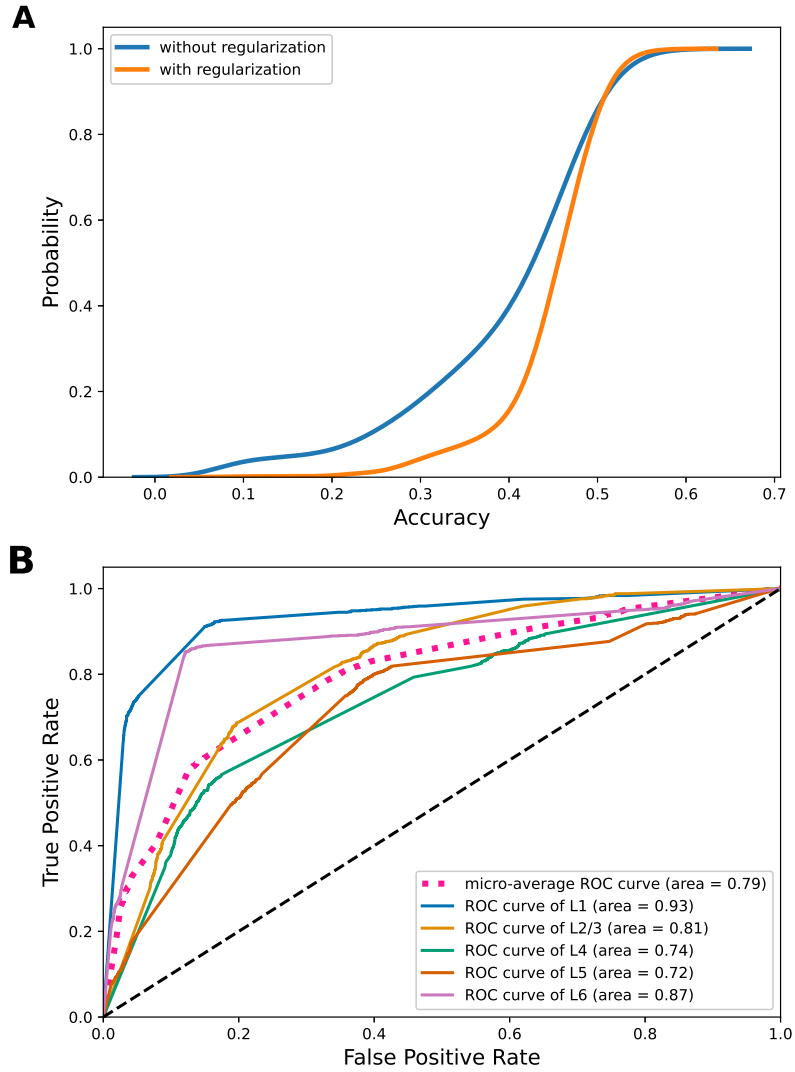 A
1.0
0.8
0.6
0.4
0.2
0.0
Probability
without regularization
with regularization
0.0 0.1 0.2 0.3 0.4 0.5 0.6 0.7
Accuracy
B
1.0
0.8
0.6
0.4
0.2
0.0
True Positive Rate
micro-average ROC curve (area = 0.79)
ROC curve of L1 (area = 0.93)
ROC curve of L2/3 (area = 0.81)
ROC curve of L4 (area = 0.74)
ROC curve of L5 (area = 0.72)
ROC curve of L6 (area = 0.87)
0.0 0.2 0.4 0.6 0.8 1.0
False Positive Rate